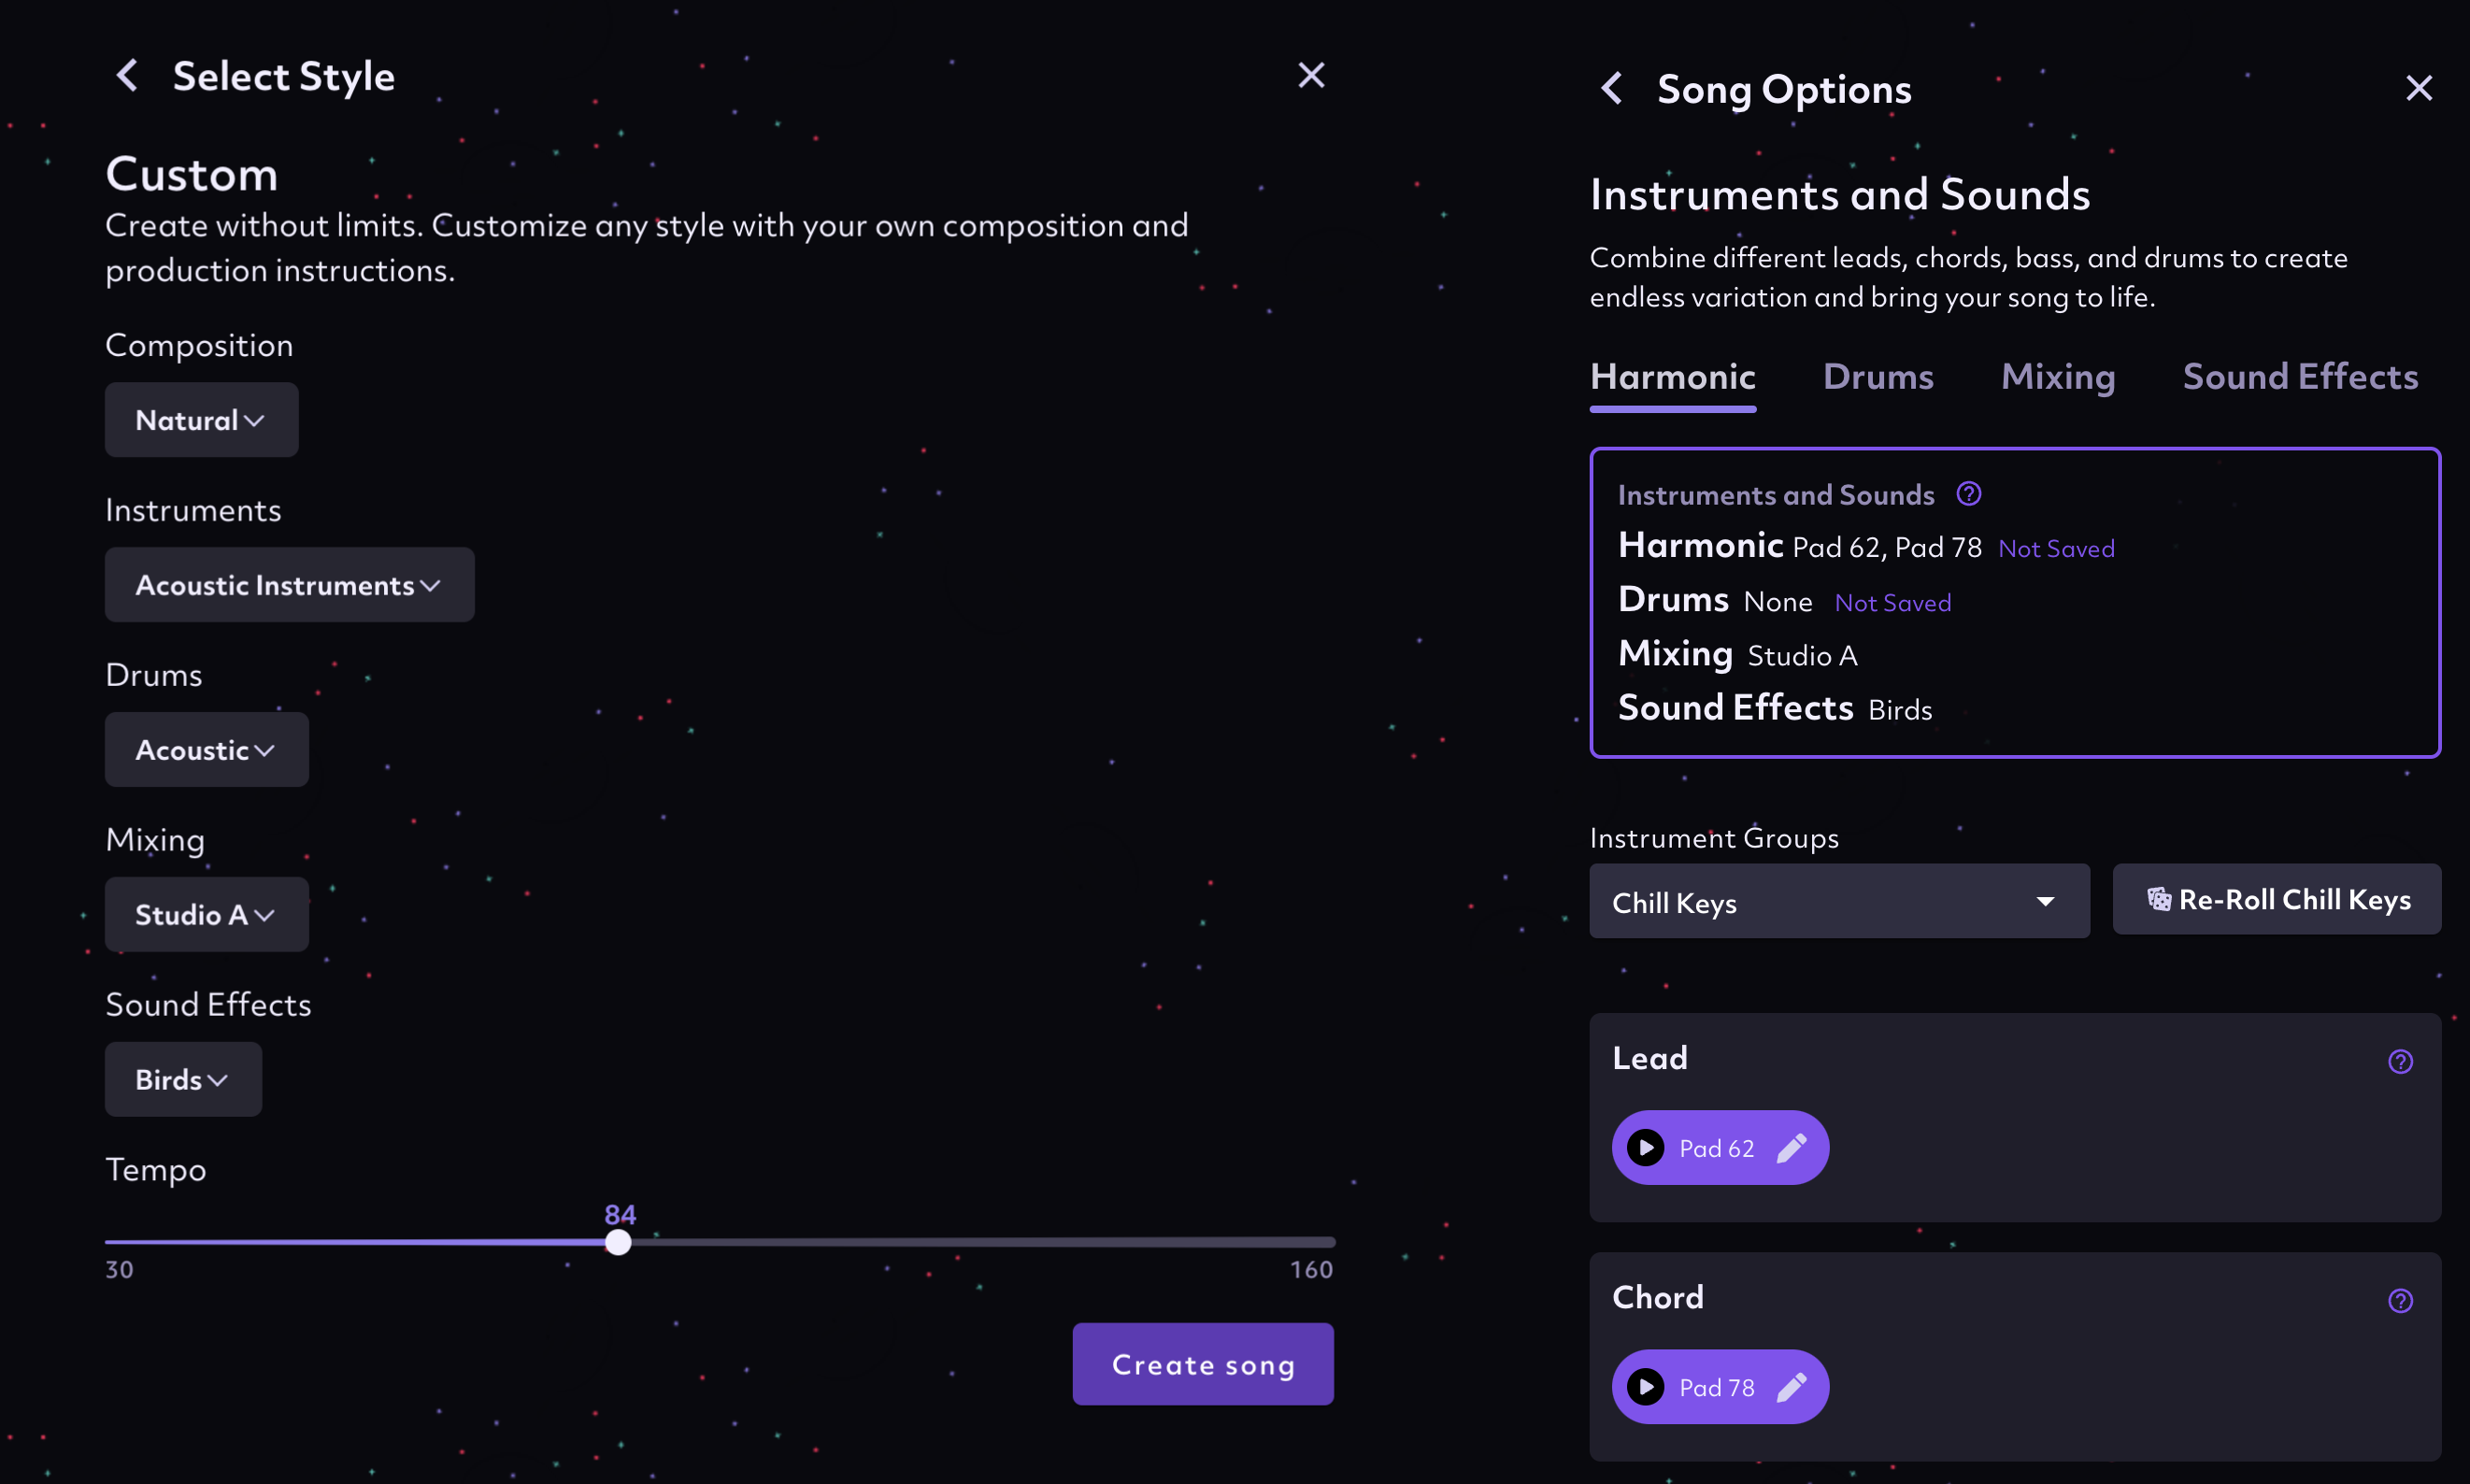 Select Style
Custom
Create without limits. Customize any style with your own composition and
production instructions.
Composition
Natural
Instruments
Acoustic Instruments
Drums
Acoustic
Mixing
Studio A
Sound Effects
Birds
Tempo
84
30
160
Create song
Song Options
Instruments and Sounds
Combine different leads, chords, bass, and drums to create
endless variation and bring your song to life.
Harmonic Drums Mixing Sound Effects
Instruments and Sounds ?
Harmonic Pad 62, Pad 78 Not Saved
Drums None Not Saved
Mixing Studio A
Sound Effects Birds
Instrument Groups
Chill Keys
Re-Roll Chill Keys
Lead ?
Pad 62
Chord ?
Pad 78